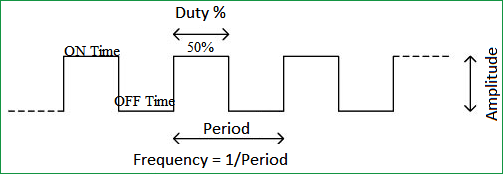 Duty %
ON Time
50%
OFF Time
Amplitude
Period
Frequency = 1/Period